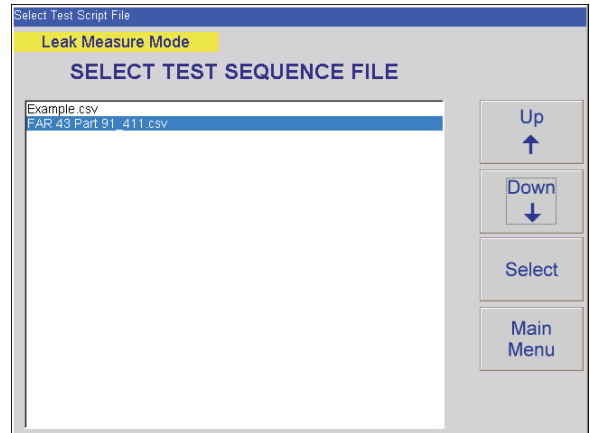 Select Test Script File
Leak Measure Mode
SELECT TEST SEQUENCE FILE
Example.csv
FAR 43 Part 91_411.csv
Up
Down
Select
Main
Menu